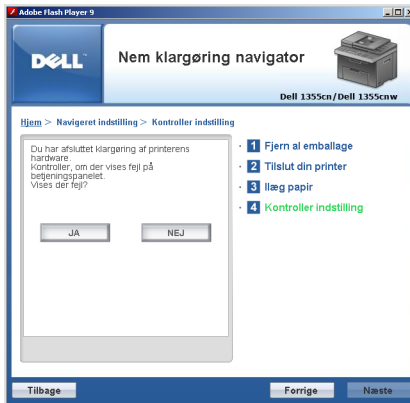 Adobe Flash Player 9
DELL™
Nem klargøring navigator
Dell 1355cn/Dell 1355cnw
Hjem > Navigeret indstilling > Kontroller indstilling
Du har afsluttet klargøring af printerens
hardware.
Kontroller, om der vises fejl på
betjeningspanelet.
Vises der fejl?
JA
NEJ
· 1 Fjern al emballage
· 2 Tilslut din printer
· 3 Ilæg papir
· 4 Kontroller indstilling
Tilbage
Forrige
Næste